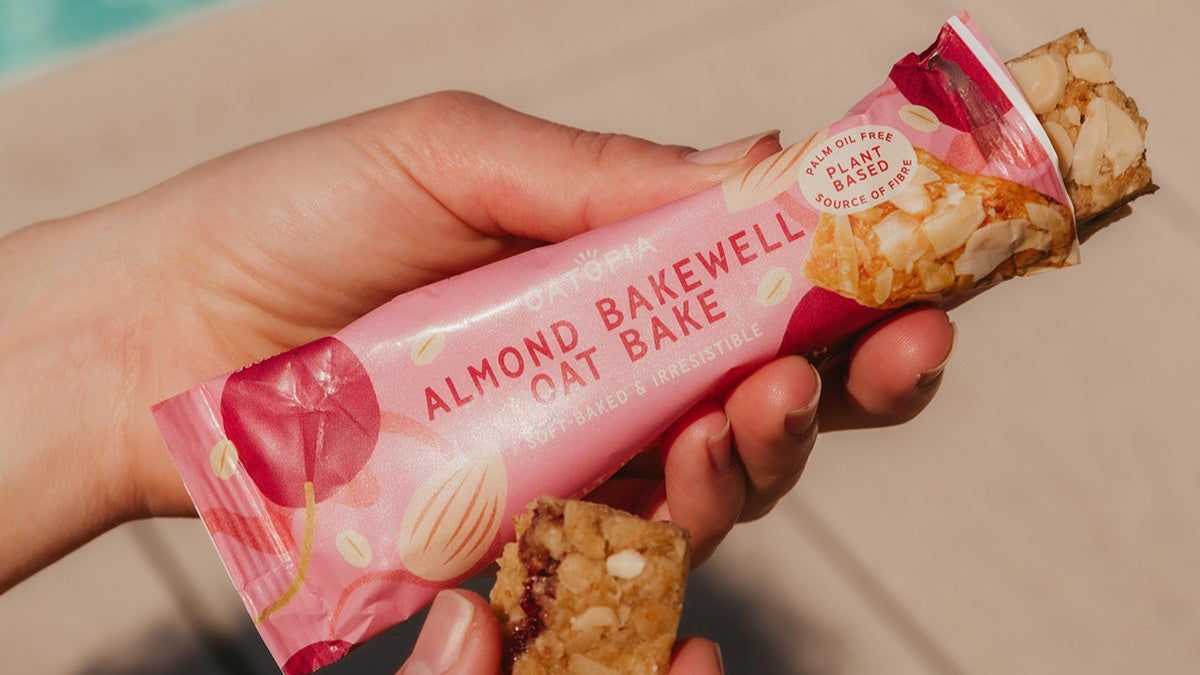 OATOPIA
ALMOND BAKEWELL
OAT BAKE
SOFT-BAKED & IRRESISTIBLE
PALM OIL FREE
PLANT
BASED
SOURCE OF FIBRE